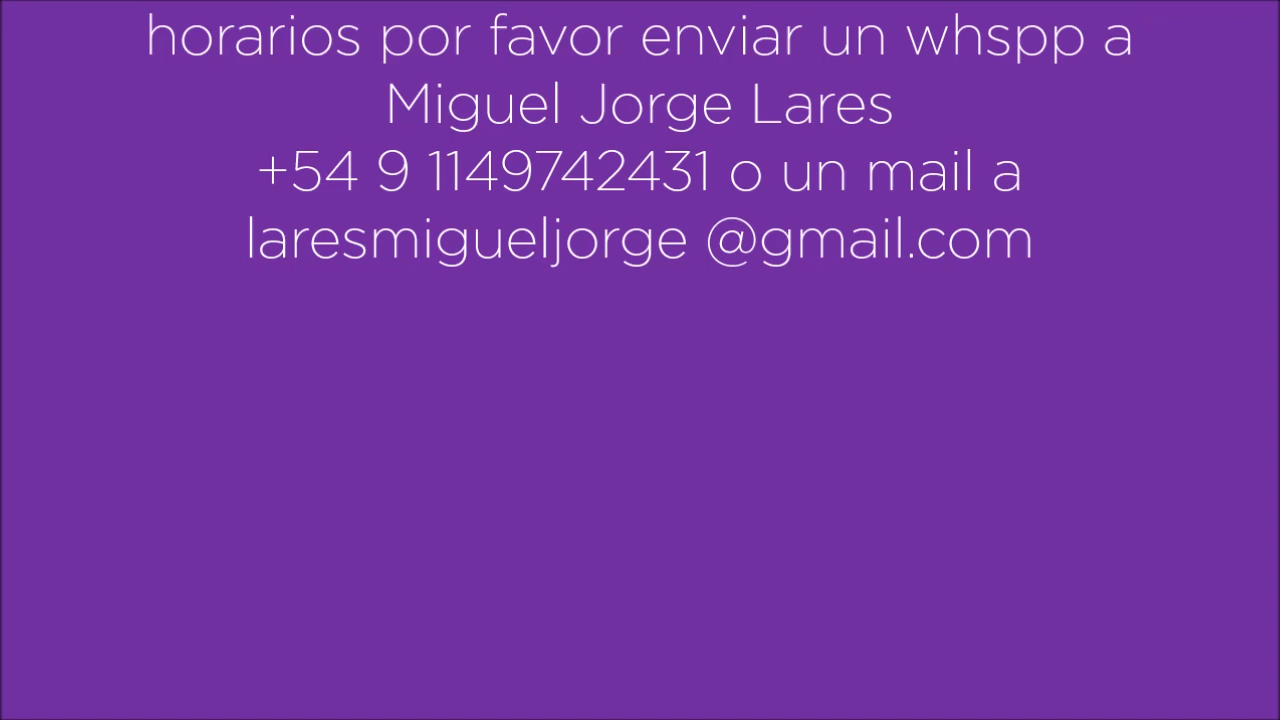 horarios por favor enviar un whspp a
Miguel Jorge Lares
+54 9 1149742431 o un mail a
laresmigueljorge @gmail.com